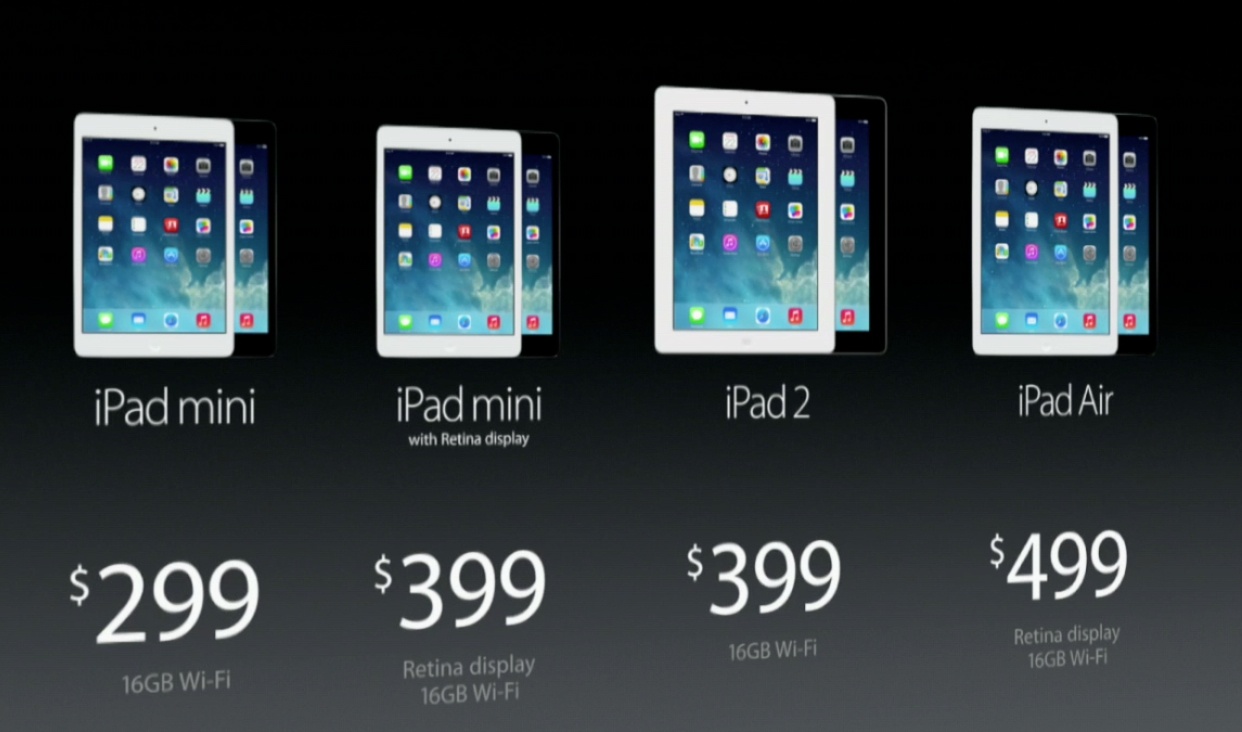 iPad mini
iPad mini
with Retina display
iPad 2
iPad Air
$299
16GB Wi-Fi
$399
Retina display
16GB Wi-Fi
$399
16GB Wi-Fi
$499
Retina display
16GB Wi-Fi